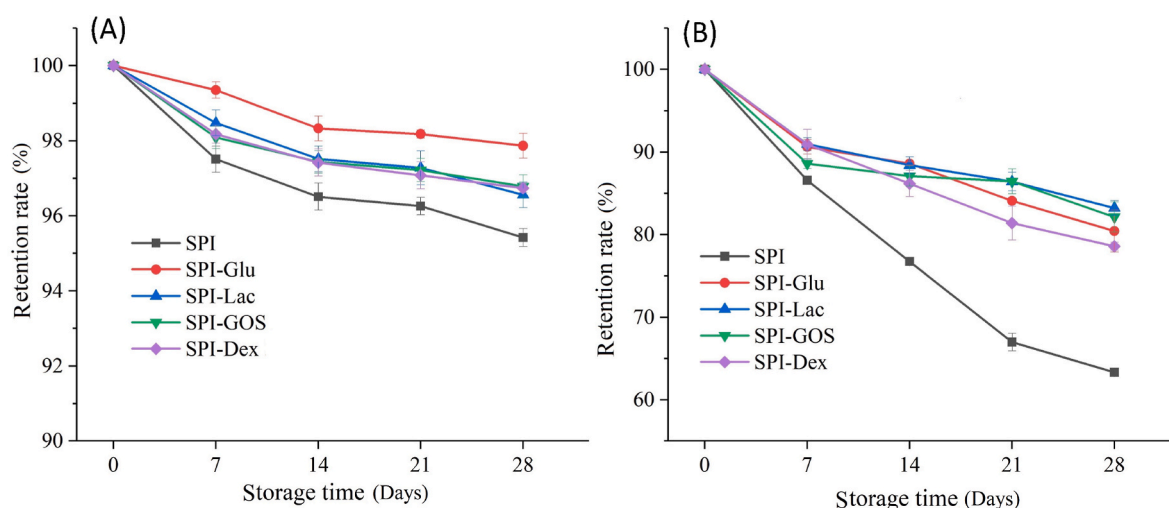 (A)
Retention rate (%)
100
98
96
94
92
90
SPI
SPI-Glu
SPI-Lac
SPI-GOS
SPI-Dex
0 7 14 21 28
Storage time (Days)
(B)
Retention rate (%)
100
90
80
70
60
SPI
SPI-Glu
SPI-Lac
SPI-GOS
SPI-Dex
0 7 14 21 28
Storage time (Days)